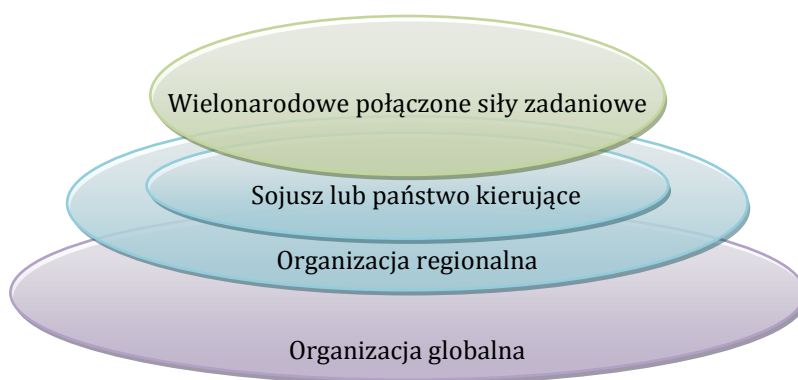 Wielonarodowe połączone siły zadaniowe
Sojusz lub państwo kierujące
Organizacja regionalna
Organizacja globalna